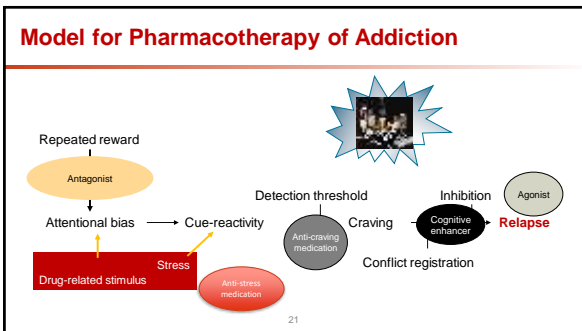 Model for Pharmacotherapy of Addiction
Repeated reward
Antagonist
Attentional bias
Cue-reactivity
Stress
Drug-related stimulus
Anti-stress
medication
Detection threshold
Anti-craving
medication
Craving
Conflict registration
Inhibition
Cognitive
enhancer
Agonist
Relapse
21